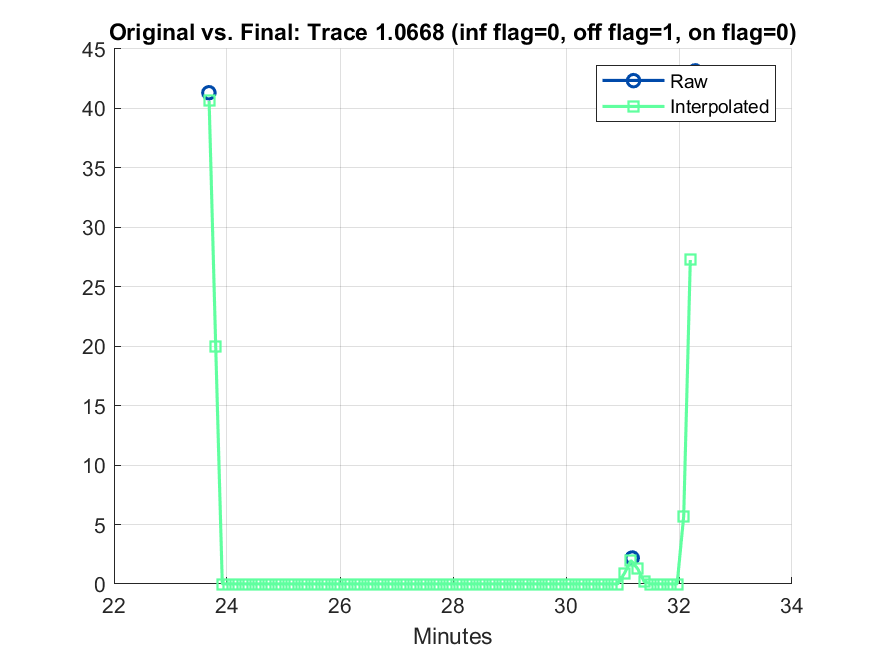 Original vs. Final: Trace 1.0668 (inf flag=0, off flag=1, on flag=0)
45
40
35
30
25
20
15
10
5
0
Raw
Interpolated
22 24 26 28 30 32 34
Minutes